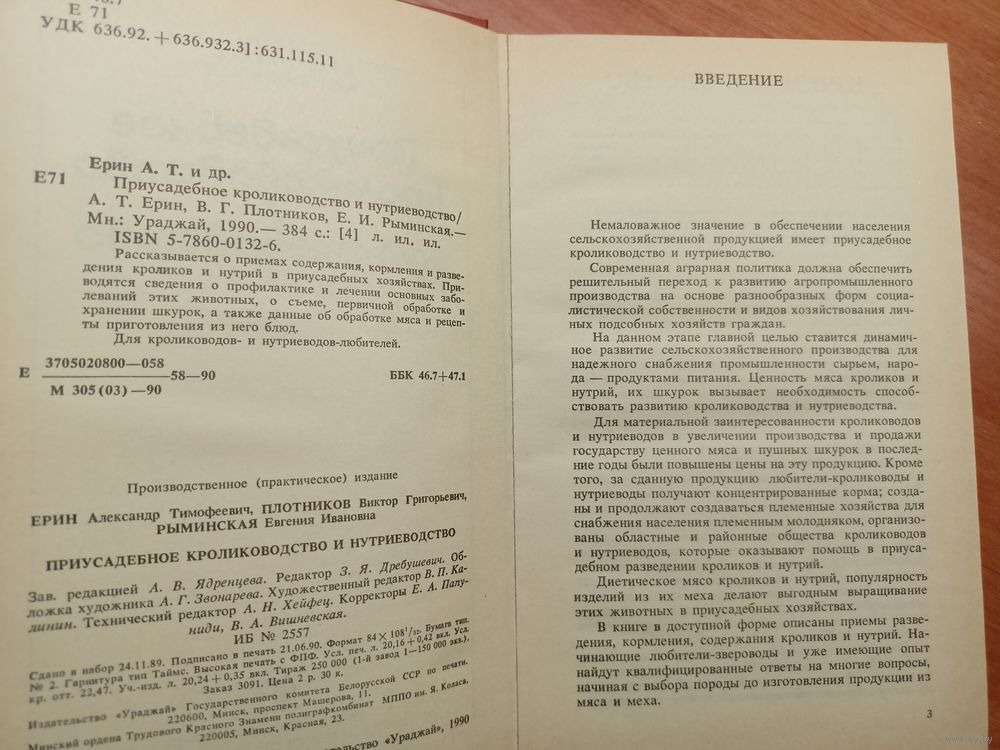 Е 71
УДК 636.92.+636.932.3]:631.115.11
Ерин А. Т. и др.
Е71
Приусадебное кролиководство и нутриеводство/
А. Т. Ерин, В. Г. Плотников, Е. И. Рыминская.—
Мн.: Ураджай, 1990.— 384 с.: [4] л. ил. ил.
ISBN 5-7860-0132-6.
Рассказывается о приемах содержания, кормления и разве-
дения кроликов и нутрий в приусадебных хозяйствах. При-
водятся сведения о профилактике и лечении основных забо-
леваний этих животных, о съеме, первичной обработке и
хранении шкурок, а также данные об обработке мяса и рецеп-
ты приготовления из него блюд.
Для кролиководов- и нутриеводов-любителей.
Е 3705020800—058
58—90
М 305(03)—90
ББК 46.7+47.1
Производственное (практическое) издание
ЕРИН Александр Тимофеевич, ПЛОТНИКОВ Виктор Григорьевич,
РЫМИНСКАЯ Евгения Ивановна
ПРИУСАДЕБНОЕ КРОЛИКОВОДСТВО И НУТРИЕВОДСТВО
Зав. редакцией А. В. Ядренцева. Редактор З. Я. Дребушевич. Об-
ложка художника А. Г. Звонарева. Художественный редактор В. П. Ка-
линин. Технический редактор А. Н. Хейфец. Корректоры Е. А. Папу-
ниди, В. А. Вишневская.
ИБ № 2557
Сдано в набор 24.11.89. Подписано в печать 21.06.90. Формат 84×108¹/₃₂. Бумага тип.
№ 2. Гарнитура тип Таймс. Высокая печать с ФПФ. Усл. печ. л. 20,16+0,42 вкл. Усл.
кр. отт. 22,47. Уч.-изд. л. 20,24+0,35 вкл. Тираж 250 000 (1-й завод 1—150 000 экз.).
Заказ 3091. Цена 2 р. 30 к.
Издательство «Ураджай» Государственного комитета Белорусской ССР по печати.
220600, Минск, проспект Машерова, 11.
Минский ордена Трудового Красного Знамени полиграфкомбинат МППО им. Я. Коласа.
220005, Минск, Красная, 23.
«Ураджай», 1990
ВВЕДЕНИЕ
Немаловажное значение в обеспечении населения
сельскохозяйственной продукцией имеет приусадебное
кролиководство и нутриеводство.
Современная аграрная политика должна обеспечить
решительный переход к развитию агропромышленного
производства на основе разнообразных форм социа-
листической собственности и видов хозяйствования лич-
ных подсобных хозяйств граждан.
На данном этапе главной целью ставится динамич-
ное развитие сельскохозяйственного производства для
надежного снабжения промышленности сырьем, наро-
да — продуктами питания. Ценность мяса кроликов и
нутрий, их шкурок вызывает необходимость способ-
ствовать развитию кролиководства и нутриеводства.
Для материальной заинтересованности кролиководов
и нутриеводов в увеличении производства и продажи
государству ценного мяса и пушных шкурок в послед-
ние годы были повышены цены на эту продукцию. Кроме
того, за сданную продукцию любители-кролиководы и
нутриеводы получают концентрированные корма; созда-
ны и продолжают создаваться племенные хозяйства для
снабжения населения племенным молодняком, организо-
ваны областные и районные общества кролиководов
и нутриеводов, которые оказывают помощь в приуса-
дебном разведении кроликов и нутрий.
Диетическое мясо кроликов и нутрий, популярность
изделий из их меха делают выгодным выращивание
этих животных в приусадебных хозяйствах.
В книге в доступной форме описаны приемы разве-
дения, кормления, содержания кроликов и нутрий. На-
чинающие любители-звероводы и уже имеющие опыт
найдут квалифицированные ответы на многие вопросы,
начиная с выбора породы до изготовления продукции из
мяса и меха.
3